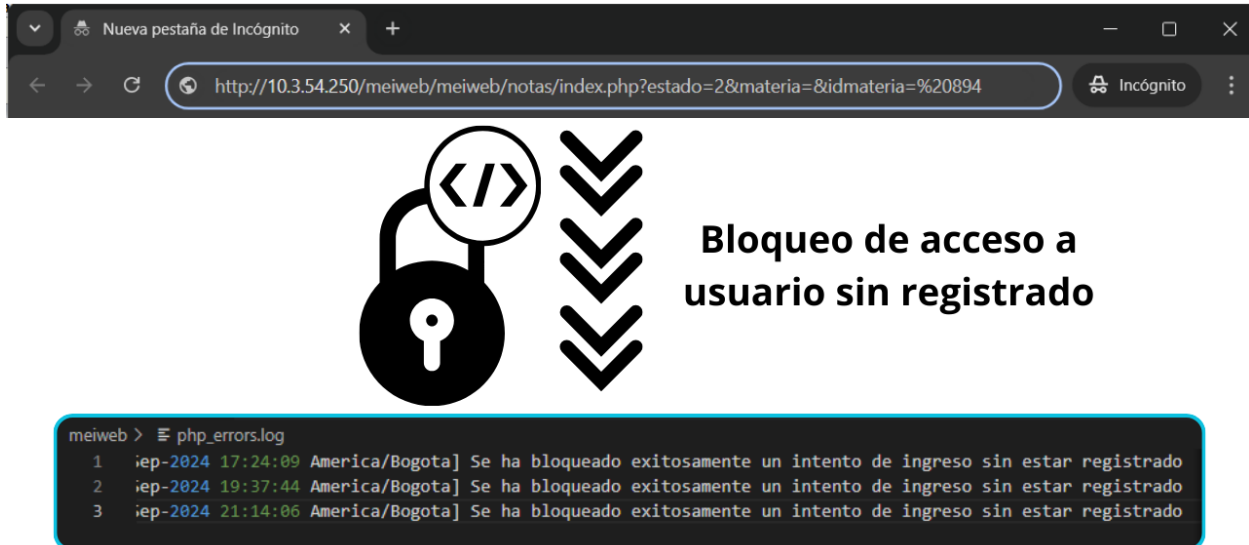 Nueva pestaña de Incógnito
http://10.3.54.250/meiweb/meiweb/notas/index.php?estado=2&materia=&idmateria=%20894
Incógnito
</>
Bloqueo de acceso a
usuario sin registrado
meiweb > php_errors.log
1 ep-2024 17:24:09 America/Bogota] Se ha bloqueado exitosamente un intento de ingreso sin estar registrado
2 ep-2024 19:37:44 America/Bogota] Se ha bloqueado exitosamente un intento de ingreso sin estar registrado
3 ep-2024 21:14:06 America/Bogota] Se ha bloqueado exitosamente un intento de ingreso sin estar registrado